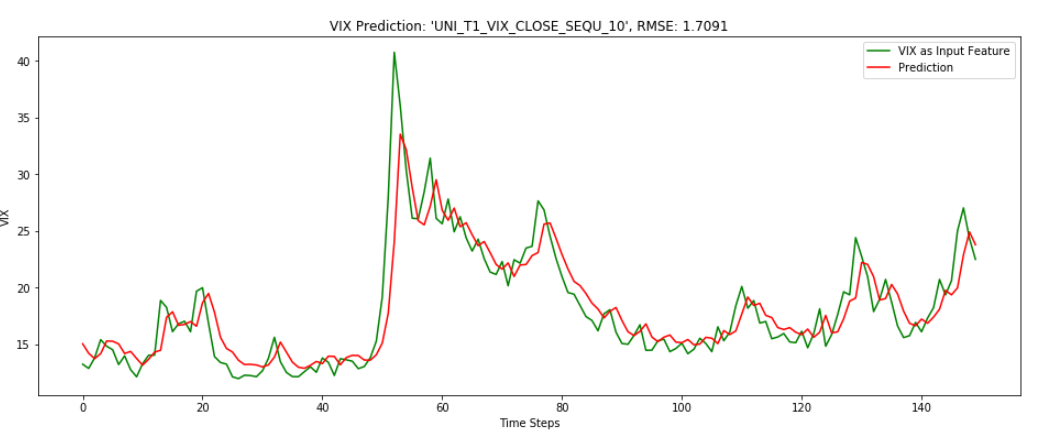 VIX Prediction: 'UNI_T1_VIX_CLOSE_SEQU_10', RMSE: 1.7091
VIX as Input Feature
Prediction
40
35
30
25
20
15
VIX
0 20 40 60 80 100 120 140
Time Steps